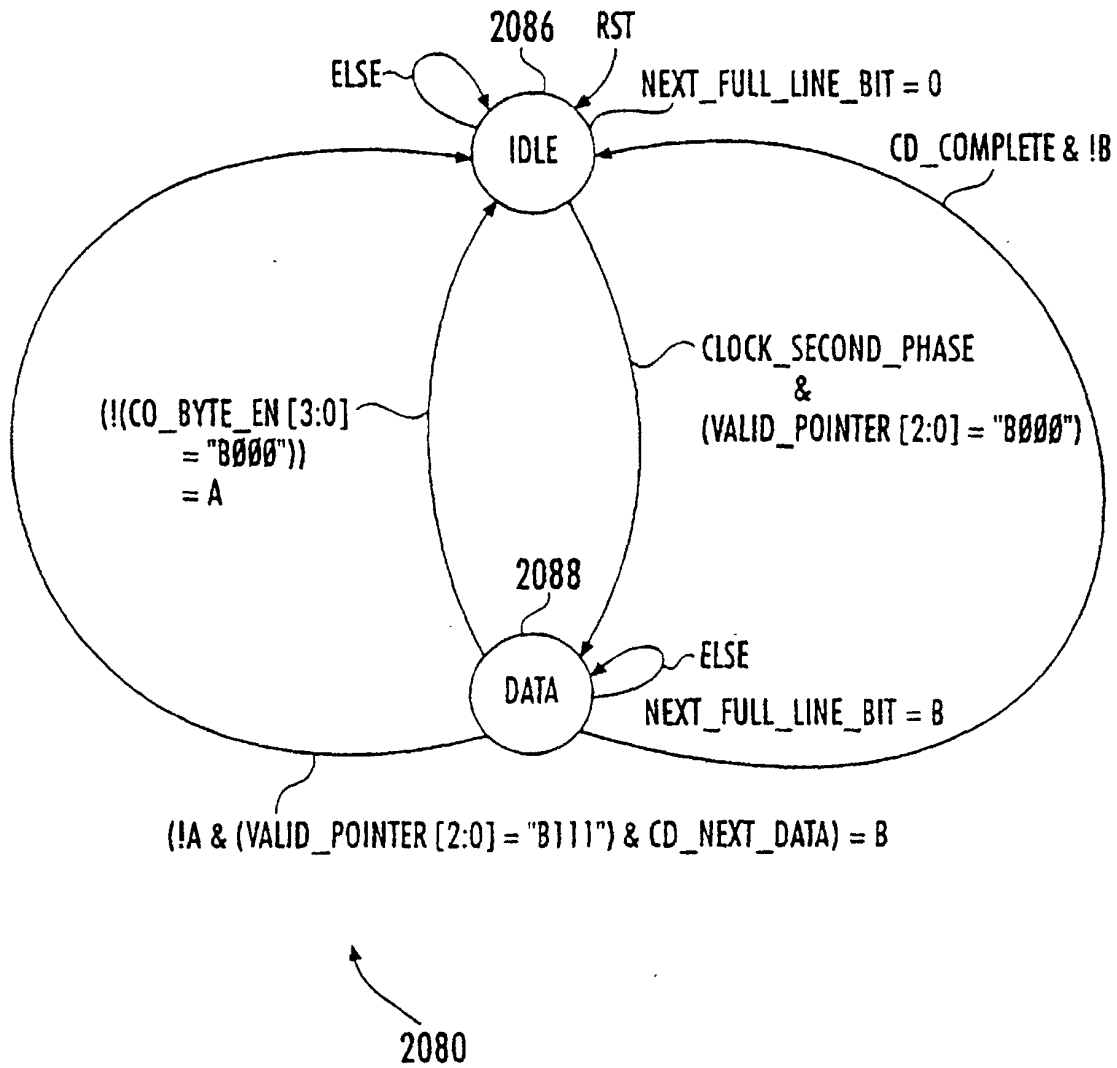 2086
RST
ELSE
NEXT_FULL_LINE_BIT = 0
IDLE
CD_COMPLETE & !B
CLOCK_SECOND_PHASE
&
(VALID_POINTER [2:0] = "BØØØ")
(!(CO_BYTE_EN [3:0]
= "BØØØ"))
= A
2088
ELSE
DATA
NEXT_FULL_LINE_BIT = B
(!A & (VALID_POINTER [2:0] = "B111") & CD_NEXT_DATA) = B
2080